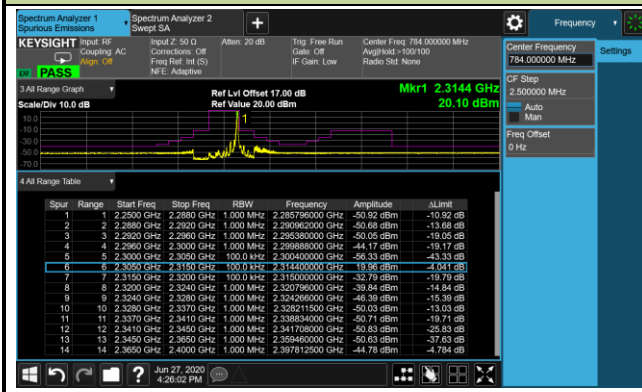 Spectrum Analyzer 1
Spurious Emissions
Spectrum Analyzer 2
Swept SA
Frequency
KEYSIGHT Input: RF
Coupling: AC
Align: Off
Input Z: 50 Ω
Corrections: Off
Freq Ref: Int (S)
NFE: Adaptive
Atten: 20 dB
Trig: Free Run
Gate: Off
IF Gain: Low
Center Freq: 784.000000 MHz
Avg|Hold:>100/100
Radio Std: None
PASS
Center Frequency
784.000000 MHz
Settings
CF Step
2.500000 MHz
Auto
Man
Freq Offset
0 Hz
3 All Range Graph
Scale/Div 10.0 dB
Ref Lvl Offset 17.00 dB
Ref Value 20.00 dBm
Mkr1 2.3144 GHz
20.10 dBm
1
10.0
-10.0
-30.0
-50.0
-70.0
4 All Range Table
Spur Range Start Freq Stop Freq RBW Frequency Amplitude ΔLimit
1 1 2.2500 GHz 2.2880 GHz 1.000 MHz 2.285796000 GHz -50.92 dBm -10.92 dB
2 2 2.2880 GHz 2.2920 GHz 1.000 MHz 2.290962000 GHz -50.68 dBm -13.68 dB
3 3 2.2920 GHz 2.2960 GHz 1.000 MHz 2.295380000 GHz -50.05 dBm -19.05 dB
4 4 2.2960 GHz 2.3000 GHz 1.000 MHz 2.299888000 GHz -44.17 dBm -19.17 dB
5 5 2.3000 GHz 2.3050 GHz 100.0 kHz 2.300400000 GHz -56.33 dBm -43.33 dB
6 6 2.3050 GHz 2.3150 GHz 100.0 kHz 2.314400000 GHz 19.96 dBm -4.041 dB
7 7 2.3150 GHz 2.3200 GHz 100.0 kHz 2.315000000 GHz -32.79 dBm -19.79 dB
8 8 2.3200 GHz 2.3240 GHz 1.000 MHz 2.320796000 GHz -39.84 dBm -14.84 dB
9 9 2.3240 GHz 2.3280 GHz 1.000 MHz 2.324266000 GHz -46.39 dBm -15.39 dB
10 10 2.3280 GHz 2.3370 GHz 1.000 MHz 2.328211500 GHz -50.03 dBm -13.03 dB
11 11 2.3370 GHz 2.3410 GHz 1.000 MHz 2.338834000 GHz -50.71 dBm -19.71 dB
12 12 2.3410 GHz 2.3450 GHz 1.000 MHz 2.341708000 GHz -50.83 dBm -25.83 dB
13 13 2.3450 GHz 2.3650 GHz 1.000 MHz 2.359460000 GHz -50.63 dBm -37.63 dB
14 14 2.3650 GHz 2.4000 GHz 1.000 MHz 2.397812500 GHz -44.78 dBm -4.784 dB
Jun 27, 2020
4:26:02 PM